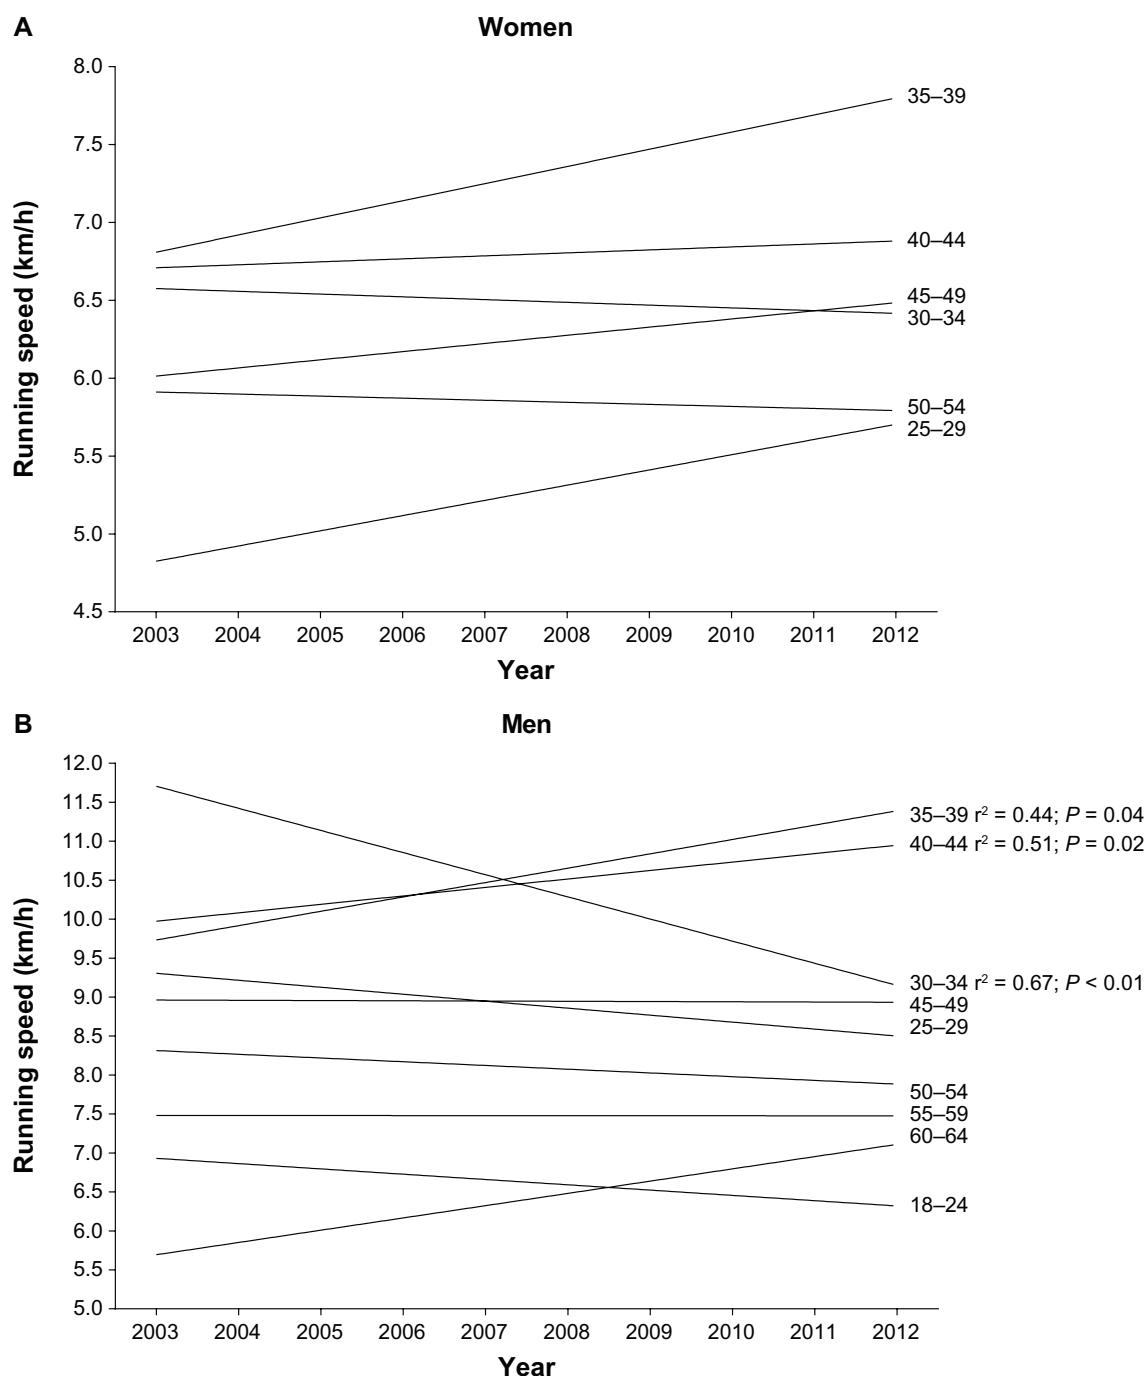 A
Women
Running speed (km/h)
8.0
7.5
7.0
6.5
6.0
5.5
5.0
4.5
35–39
40–44
45–49
30–34
50–54
25–29
2003 2004 2005 2006 2007 2008 2009 2010 2011 2012
Year
B
Men
Running speed (km/h)
12.0
11.5
11.0
10.5
10.0
9.5
9.0
8.5
8.0
7.5
7.0
6.5
6.0
5.5
5.0
35–39 r² = 0.44; P = 0.04
40–44 r² = 0.51; P = 0.02
30–34 r² = 0.67; P < 0.01
45–49
25–29
50–54
55–59
60–64
18–24
2003 2004 2005 2006 2007 2008 2009 2010 2011 2012
Year